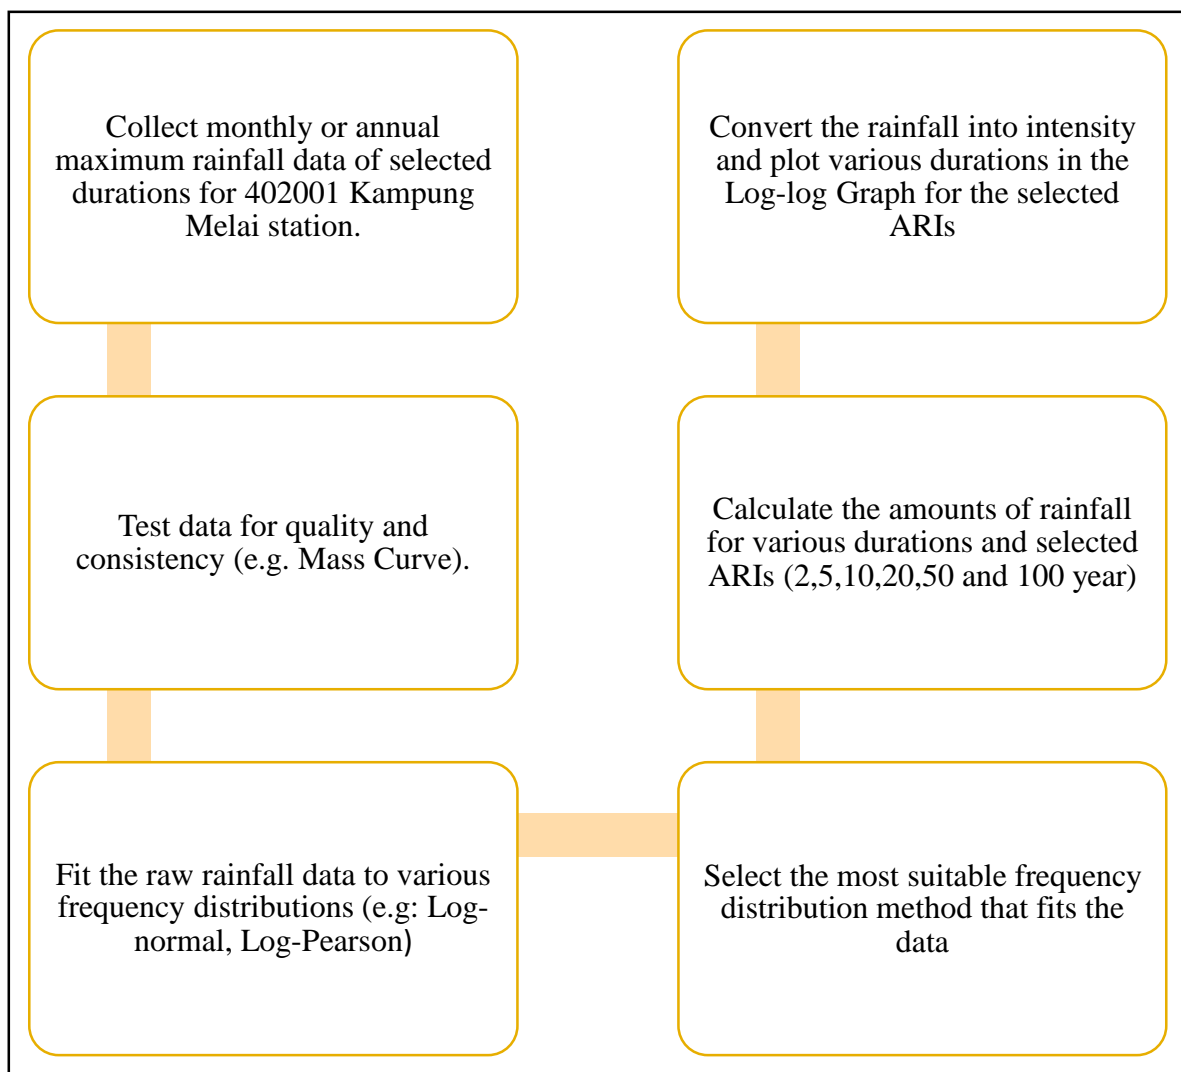 Collect monthly or annual
maximum rainfall data of selected
durations for 402001 Kampung
Melai station.
Test data for quality and
consistency (e.g. Mass Curve).
Fit the raw rainfall data to various
frequency distributions (e.g: Log-
normal, Log-Pearson)
Select the most suitable frequency
distribution method that fits the
data
Calculate the amounts of rainfall
for various durations and selected
ARIs (2,5,10,20,50 and 100 year)
Convert the rainfall into intensity
and plot various durations in the
Log-log Graph for the selected
ARIs